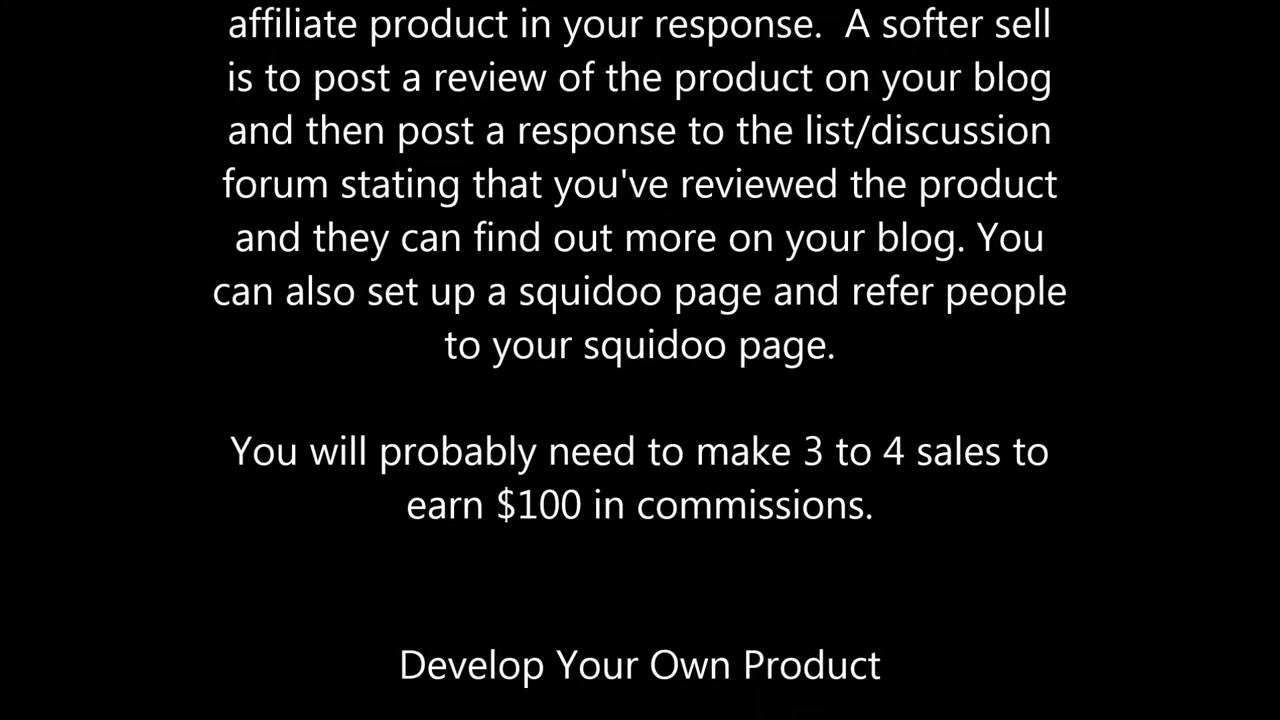 affiliate product in your response.  A softer sell
is to post a review of the product on your blog
and then post a response to the list/discussion
forum stating that you've reviewed the product
and they can find out more on your blog. You
can also set up a squidoo page and refer people
to your squidoo page.
You will probably need to make 3 to 4 sales to
earn $100 in commissions.
Develop Your Own Product